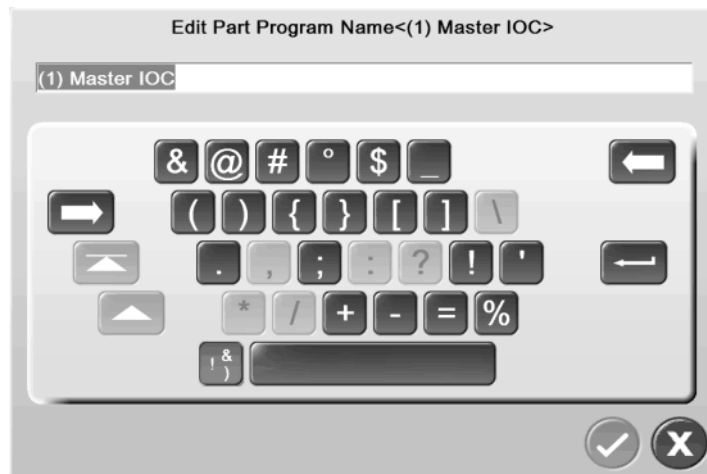 Edit Part Program Name<(1) Master IOC>
(1) Master IOC
& @ # ° $ _
( ) { } [ ] \
. , ; : ? ! '
* / + - = %
! & )
X